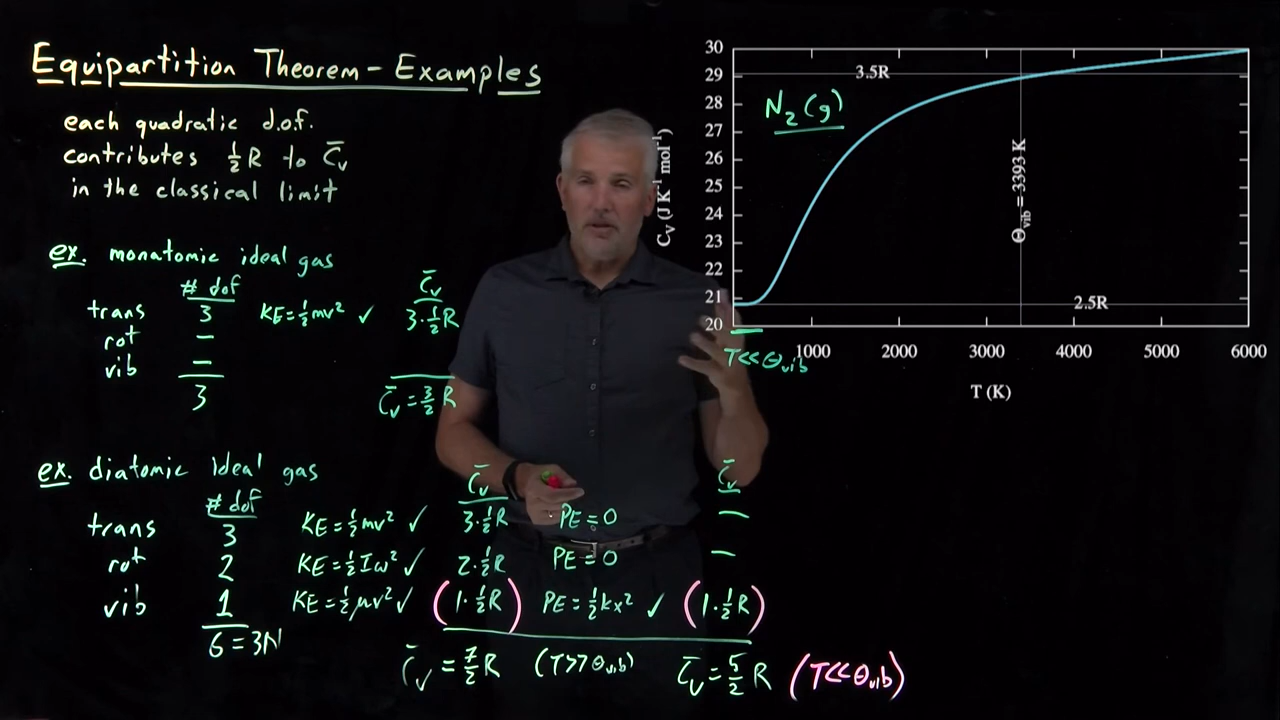 Equipartition Theorem - Examples
each quadratic d.o.f.
contributes ½R to C̄v
in the classical limit
ex. monatomic ideal gas
# dof C̄v
trans 3 KE=½mv² ✓ 3·½R
rot –
vib –
3 C̄v=3/2 R
ex. diatomic ideal gas
# dof C̄v C̄v
trans 3 KE=½mv² ✓ 3·½R PE=0 –
rot 2 KE=½Iω² ✓ 2·½R PE=0 –
vib 1 KE=½μv² ✓ (1·½R) PE=½kx² ✓ (1·½R)
6=3N
C̄v=7/2 R (T>>Θvib) C̄v=5/2 R (T<<Θvib)
30
29
28
27
26
25
24
23
22
21
20
CV (J K⁻¹ mol⁻¹)
3.5R
N₂(g)
Θvib = 3393 K
2.5R
T<<Θvib
1000 2000 3000 4000 5000 6000
T (K)